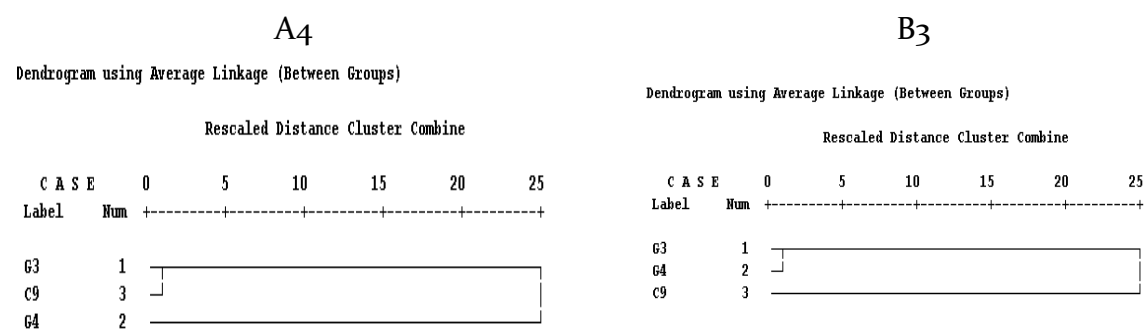 A4
Dendrogram using Average Linkage (Between Groups)
Rescaled Distance Cluster Combine
C A S E 0 5 10 15 20 25
Label Num +---------+---------+---------+---------+---------+
G3 1
C9 3
G4 2
B3
Dendrogram using Average Linkage (Between Groups)
Rescaled Distance Cluster Combine
C A S E 0 5 10 15 20 25
Label Num +---------+---------+---------+---------+---------+
G3 1
G4 2
C9 3